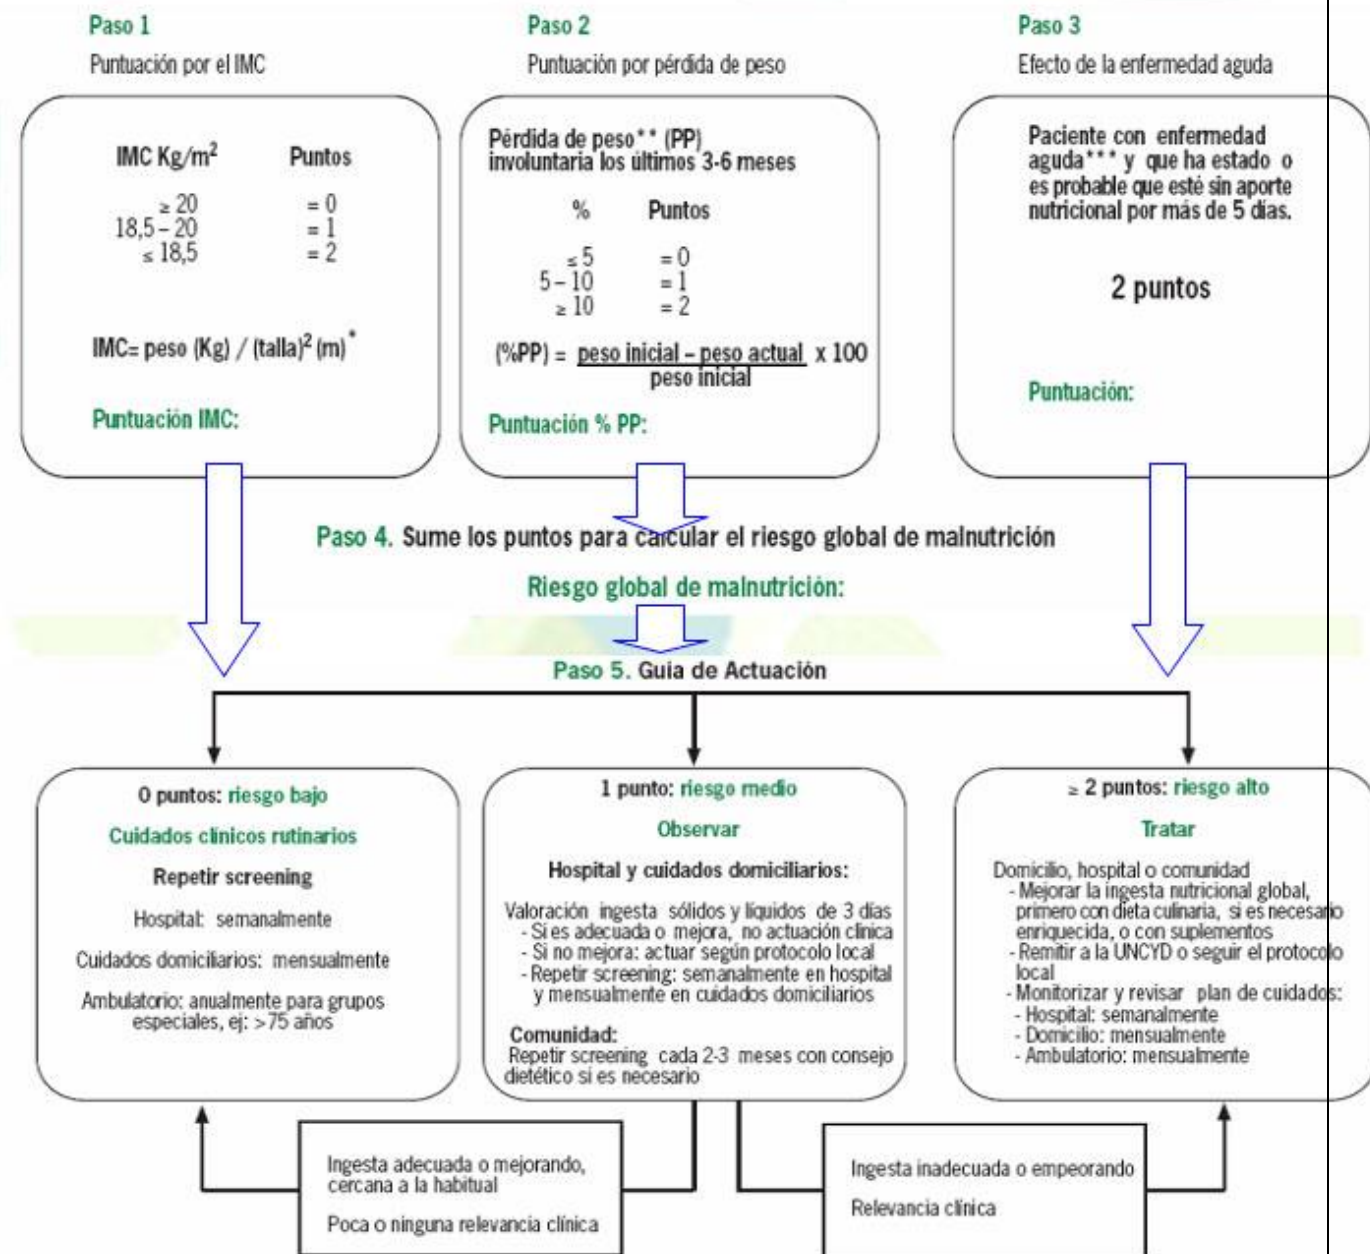 Paso 1
Puntuación por el IMC
IMC Kg/m²
Puntos
≥ 20 = 0
18,5 – 20 = 1
≤ 18,5 = 2
IMC= peso (Kg) / (talla)² (m)*
Puntuación IMC:
Paso 2
Puntuación por pérdida de peso
Pérdida de peso** (PP)
involuntaria los últimos 3-6 meses
% Puntos
≤ 5 = 0
5 – 10 = 1
≥ 10 = 2
(%PP) = peso inicial – peso actual x 100
peso inicial
Puntuación % PP:
Paso 3
Efecto de la enfermedad aguda
Paciente con enfermedad
aguda*** y que ha estado o
es probable que esté sin aporte
nutricional por más de 5 días.
2 puntos
Puntuación:
Paso 4. Sume los puntos para calcular el riesgo global de malnutrición
Riesgo global de malnutrición:
Paso 5. Guia de Actuación
0 puntos: riesgo bajo
Cuidados clínicos rutinarios
Repetir screening
Hospital: semanalmente
Cuidados domiciliarios: mensualmente
Ambulatorio: anualmente para grupos
especiales, ej: >75 años
1 punto: riesgo medio
Observar
Hospital y cuidados domiciliarios:
Valoración ingesta sólidos y líquidos de 3 días
- Si es adecuada o mejora, no actuación clínica
- Si no mejora: actuar según protocolo local
- Repetir screening: semanalmente en hospital
y mensualmente en cuidados domiciliarios
Comunidad:
Repetir screening cada 2-3 meses con consejo
dietético si es necesario
≥ 2 puntos: riesgo alto
Tratar
Domicilio, hospital o comunidad
- Mejorar la ingesta nutricional global,
primero con dieta culinaria, si es necesario
enriquecida, o con suplementos
- Remitir a la UNCYD o seguir el protocolo
local
- Monitorizar y revisar plan de cuidados:
- Hospital: semanalmente
- Domicilio: mensualmente
- Ambulatorio: mensualmente
Ingesta adecuada o mejorando,
cercana a la habitual
Poca o ninguna relevancia clínica
Ingesta inadecuada o empeorando
Relevancia clínica